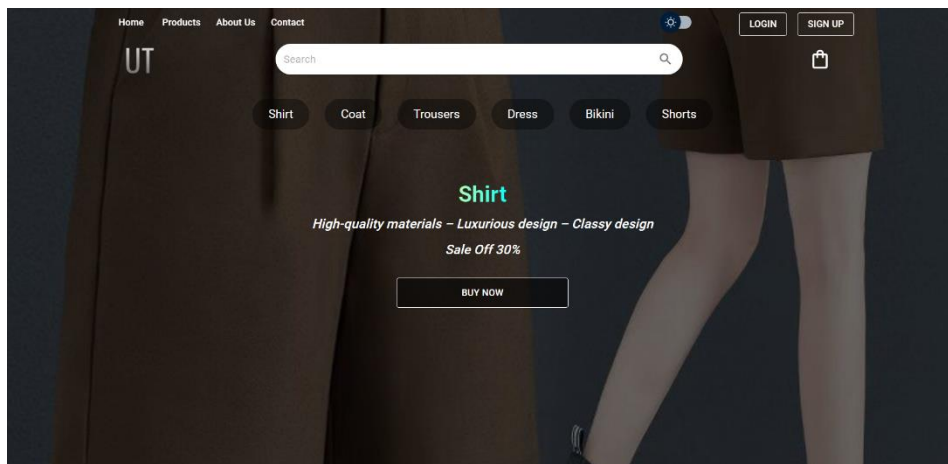 Home Products About Us Contact LOGIN SIGN UP
UT Search
Shirt Coat Trousers Dress Bikini Shorts
Shirt
High-quality materials – Luxurious design – Classy design
Sale Off 30%
BUY NOW